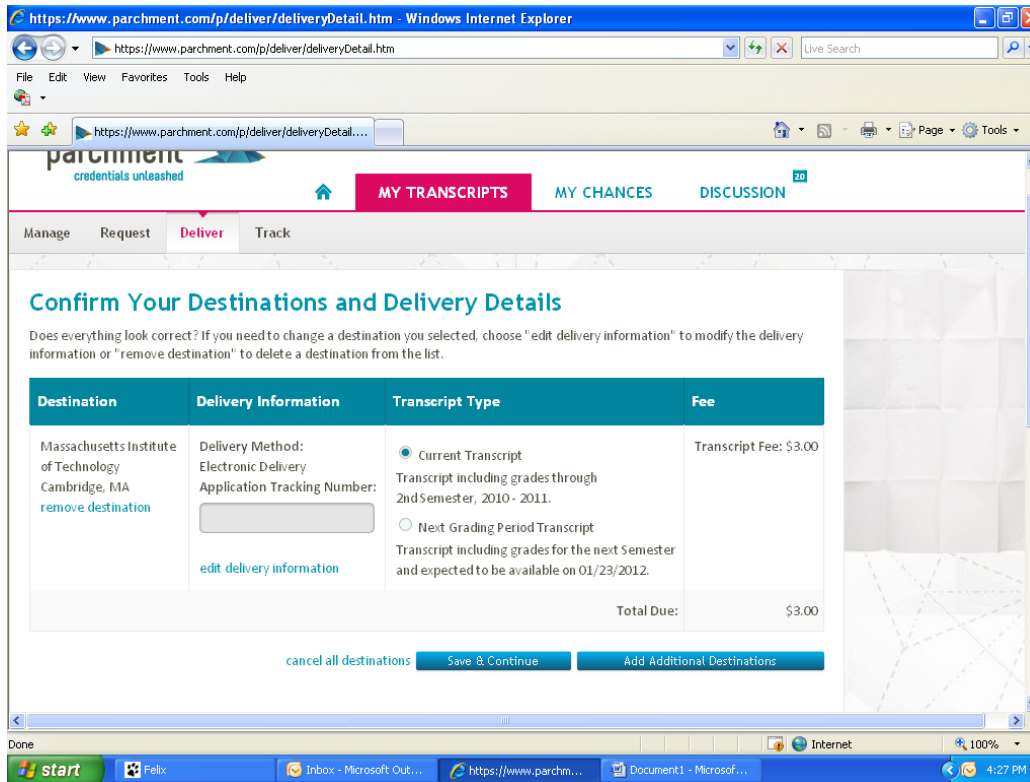 https://www.parchment.com/p/deliver/deliveryDetail.htm - Windows Internet Explorer
https://www.parchment.com/p/deliver/deliveryDetail.htm
Live Search
File Edit View Favorites Tools Help
https://www.parchment.com/p/deliver/deliveryDetail....
Page Tools
parchment
credentials unleashed
MY TRANSCRIPTS MY CHANCES DISCUSSION 20
Manage Request Deliver Track
Confirm Your Destinations and Delivery Details
Does everything look correct? If you need to change a destination you selected, choose "edit delivery information" to modify the delivery
information or "remove destination" to delete a destination from the list.
Destination Delivery Information Transcript Type Fee
Massachusetts Institute
of Technology
Cambridge, MA
remove destination
Delivery Method:
Electronic Delivery
Application Tracking Number:
edit delivery information
Current Transcript
Transcript including grades through
2nd Semester, 2010 - 2011.
Next Grading Period Transcript
Transcript including grades for the next Semester
and expected to be available on 01/23/2012.
Transcript Fee: $3.00
Total Due: $3.00
cancel all destinations Save & Continue Add Additional Destinations
Done Internet 100%
start Felix Inbox - Microsoft Out... https://www.parchm... Document1 - Microsof... 4:27 PM